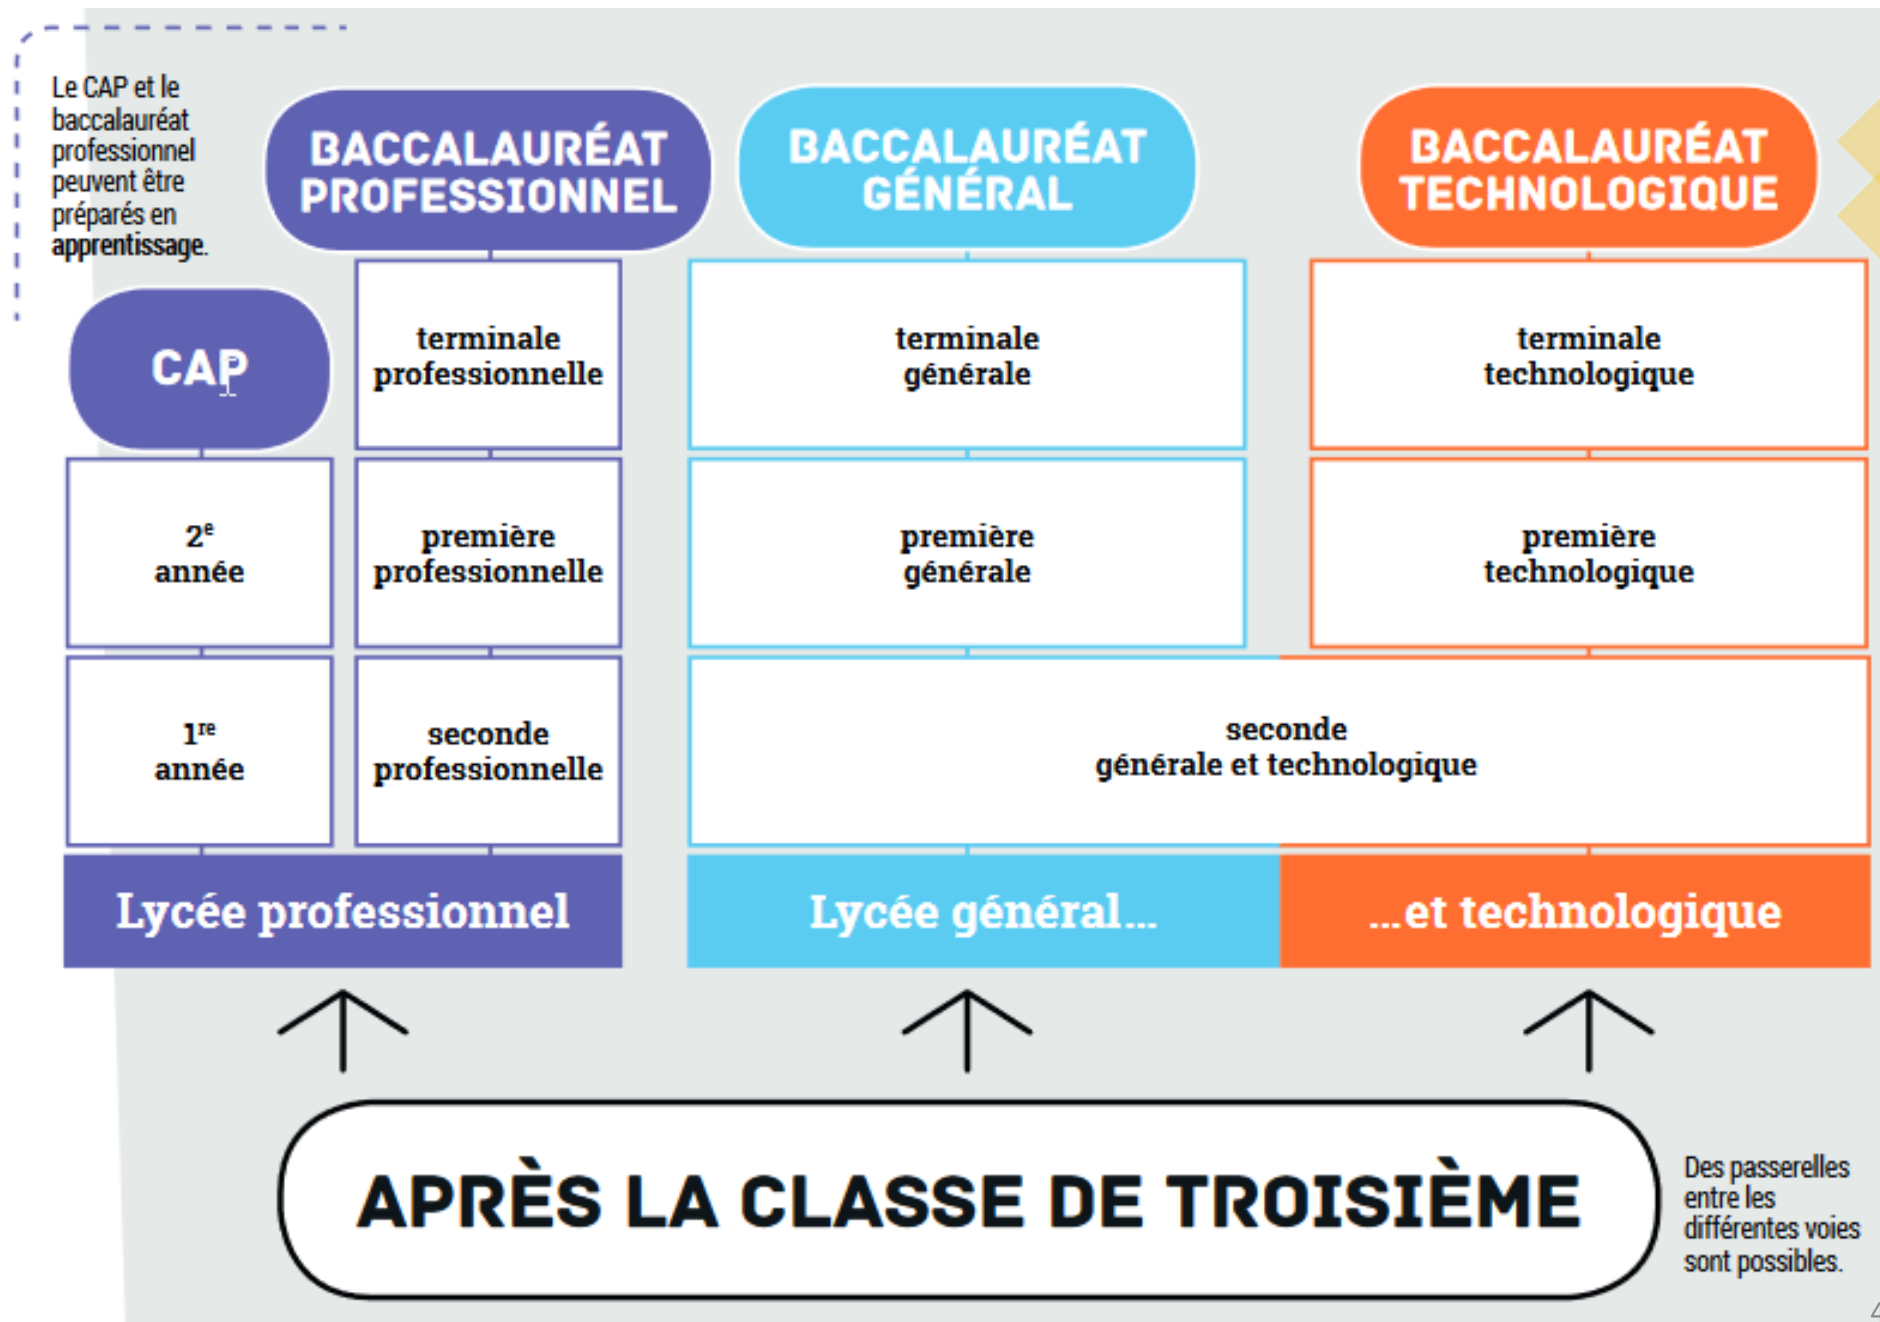 Le CAP et le
baccalauréat
professionnel
peuvent être
préparés en
apprentissage.
BACCALAURÉAT
PROFESSIONNEL
BACCALAURÉAT
GÉNÉRAL
BACCALAURÉAT
TECHNOLOGIQUE
CAP
terminale
professionnelle
terminale
générale
terminale
technologique
2e
année
première
professionnelle
première
générale
première
technologique
1re
année
seconde
professionnelle
seconde
générale et technologique
Lycée professionnel
Lycée général...
...et technologique
APRÈS LA CLASSE DE TROISIÈME
Des passerelles
entre les
différentes voies
sont possibles.